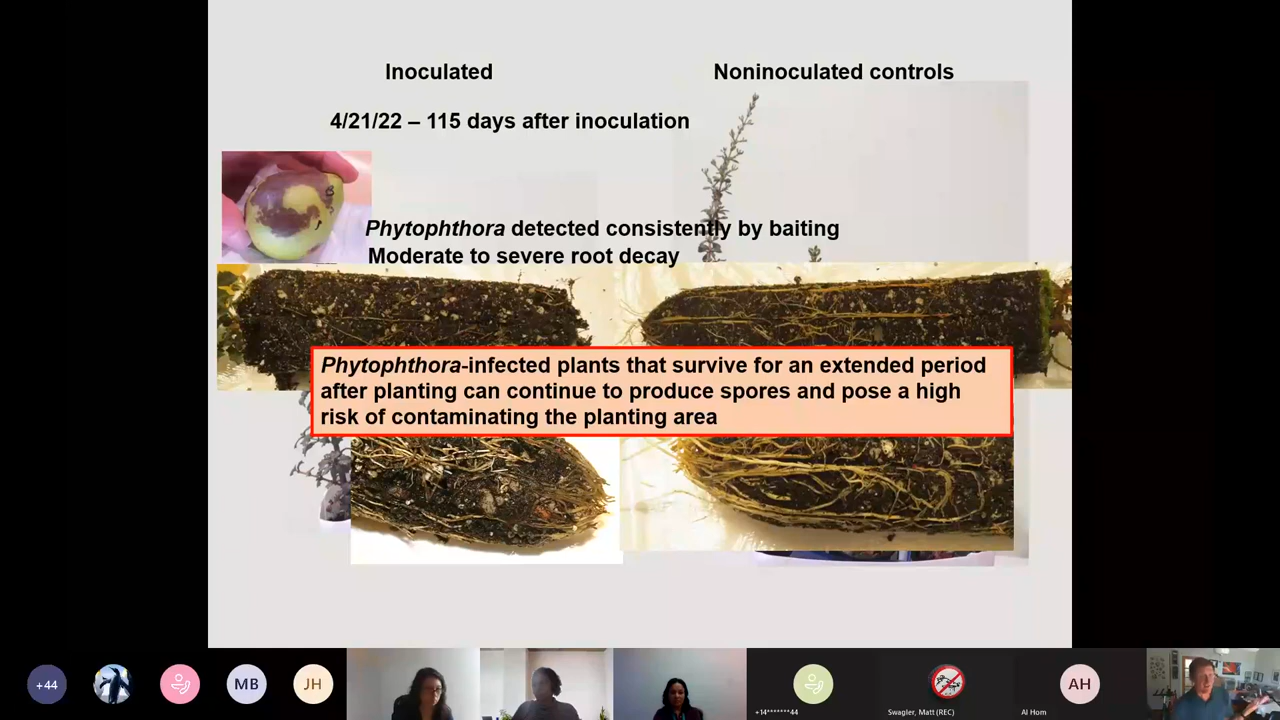 Inoculated
Noninoculated controls
4/21/22 – 115 days after inoculation
Phytophthora detected consistently by baiting
Moderate to severe root decay
Phytophthora-infected plants that survive for an extended period
after planting can continue to produce spores and pose a high
risk of contaminating the planting area
+44
MB
JH
AH
+14*******44
Swagler, Matt (REC)
Al Hom